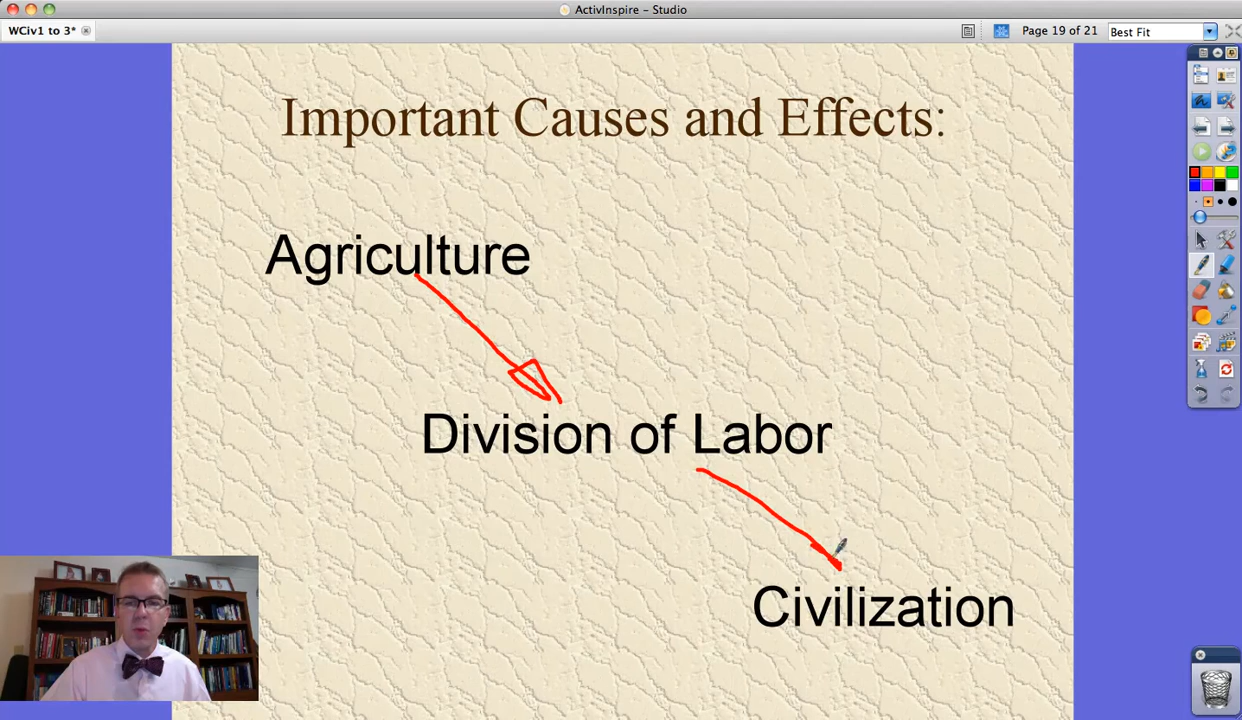 ActivInspire – Studio
WCiv1 to 3*
Page 19 of 21
Best Fit
Important Causes and Effects:
Agriculture
Division of Labor
Civilization